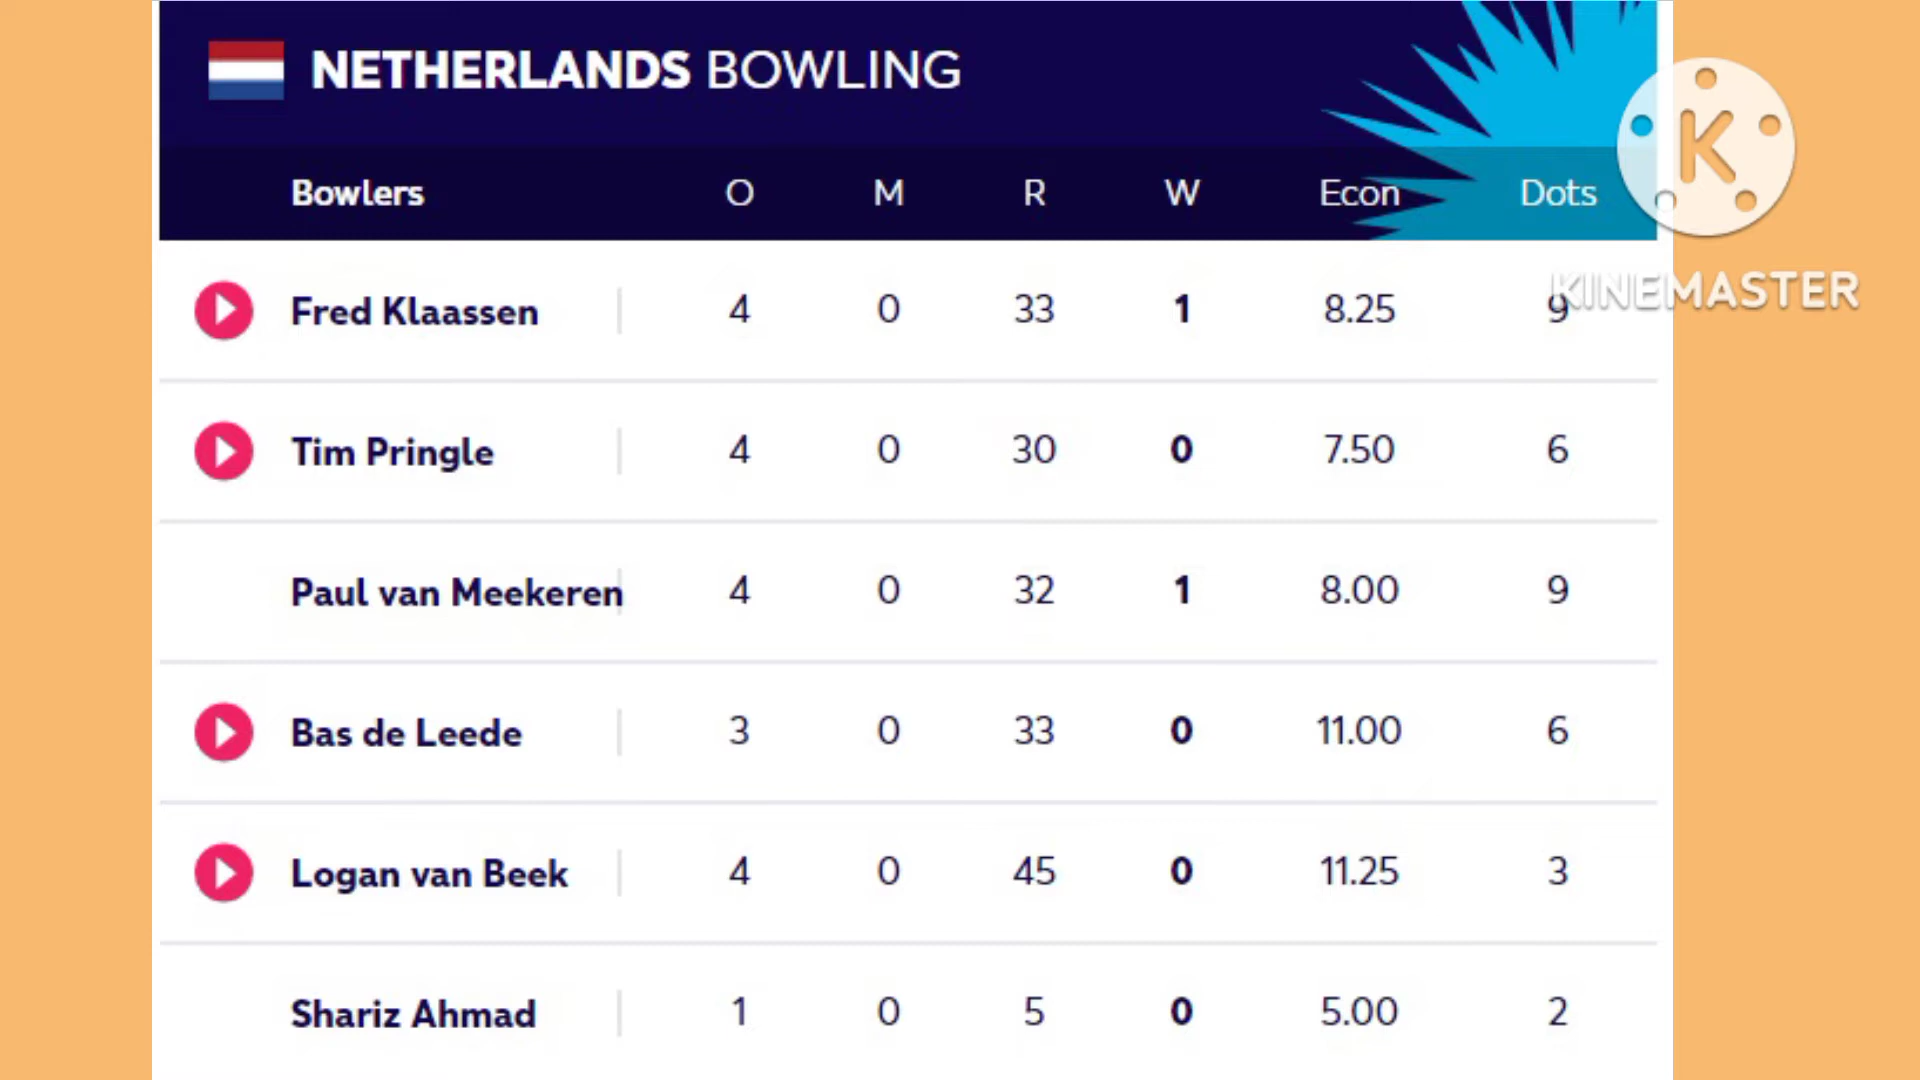 NETHERLANDS BOWLING
Bowlers O M R W Econ Dots
Fred Klaassen 4 0 33 1 8.25 9
Tim Pringle 4 0 30 0 7.50 6
Paul van Meekeren 4 0 32 1 8.00 9
Bas de Leede 3 0 33 0 11.00 6
Logan van Beek 4 0 45 0 11.25 3
Shariz Ahmad 1 0 5 0 5.00 2
K
KINEMASTER